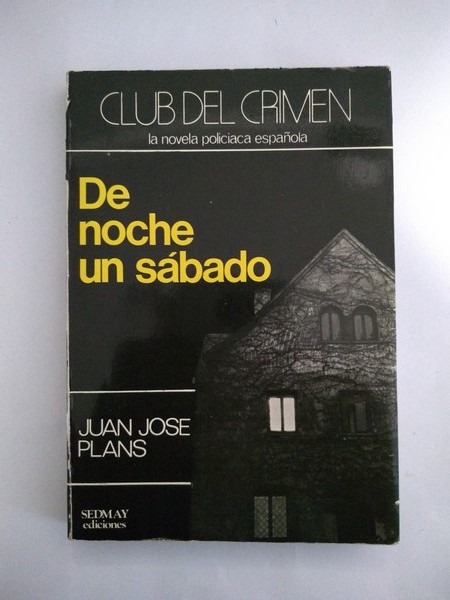 CLUB DEL CRIMEN
la novela policiaca española
De
noche
un sábado
JUAN JOSE
PLANS
SEDMAY
ediciones